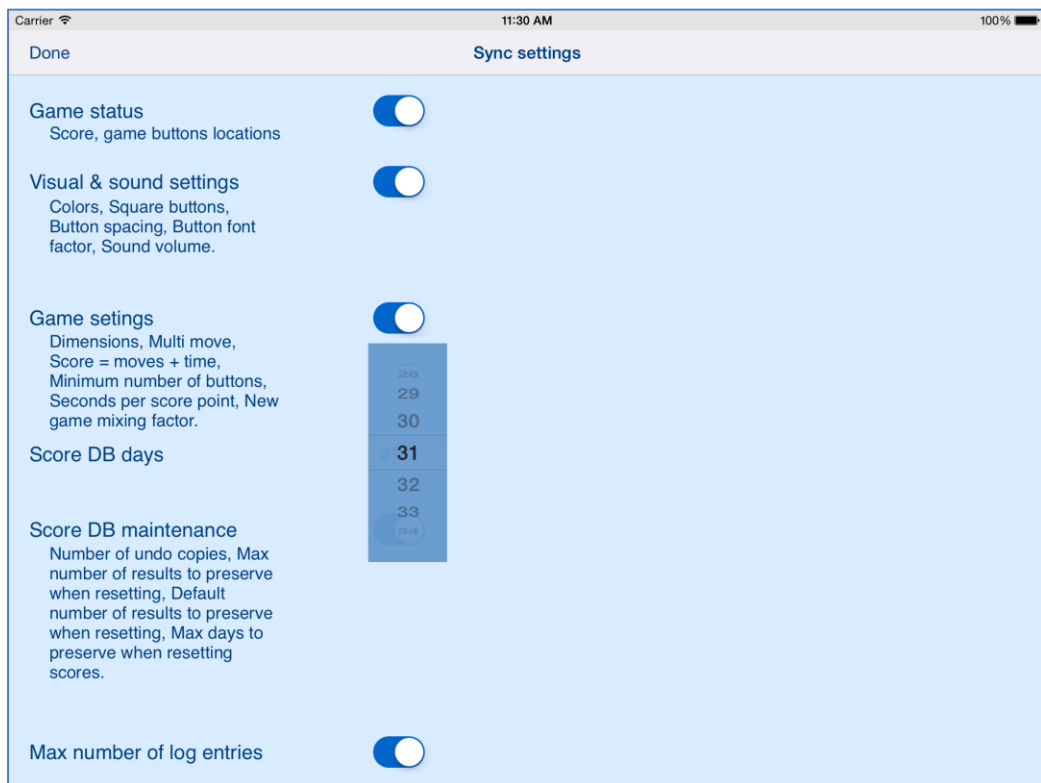 Carrier 11:30 AM 100%
Done Sync settings
Game status
Score, game buttons locations
Visual & sound settings
Colors, Square buttons,
Button spacing, Button font
factor, Sound volume.
Game setings
Dimensions, Multi move,
Score = moves + time,
Minimum number of buttons,
Seconds per score point, New
game mixing factor.
28
29
30
Score DB days 31 31
32
33
34
Score DB maintenance
Number of undo copies, Max
number of results to preserve
when resetting, Default
number of results to preserve
when resetting, Max days to
preserve when resetting
scores.
Max number of log entries